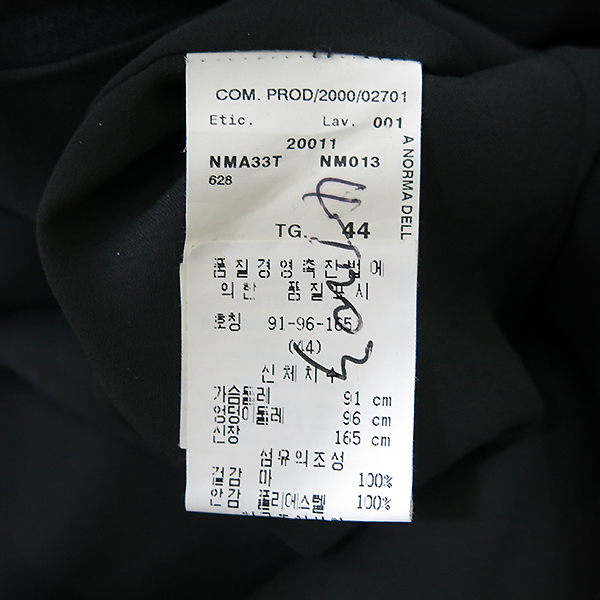 COM. PROD/2000/02701
Etic. Lav. 001
20011
NMA33T NM013
628
A NORMA DELL
TG. 44
품질경영촉진법에
의한 품질표시
호칭 91-96-165
(44)
신체치수
가슴둘레 91 cm
엉덩이둘레 96 cm
신장 165 cm
섬유의조성
겉감 마 100%
안감 폴리에스텔 100%